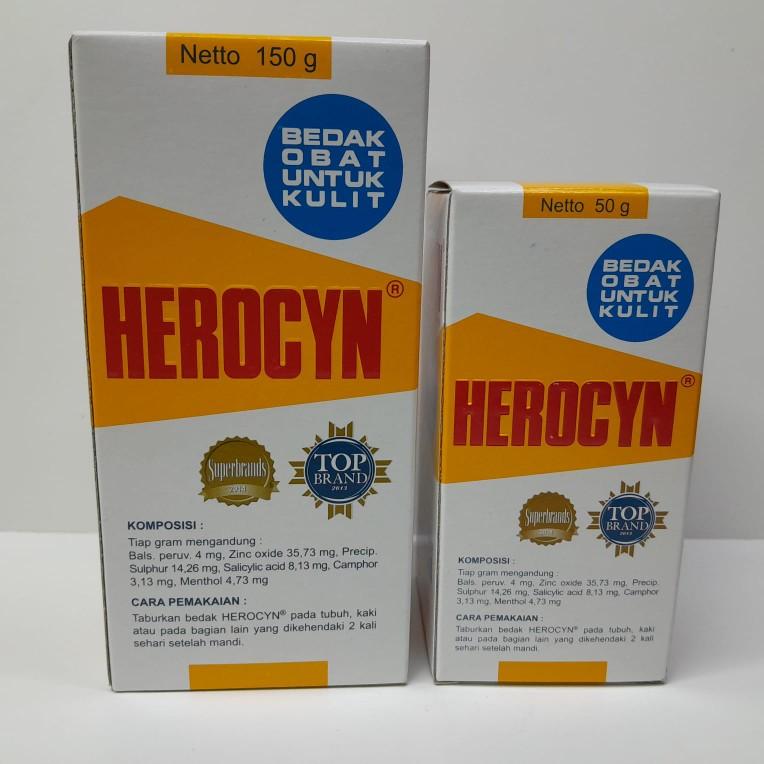 Netto 150 g
BEDAK
OBAT
UNTUK
KULIT
HEROCYN®
Superbrands
TOP
BRAND
2013
KOMPOSISI :
Tiap gram mengandung :
Bals. peruv. 4 mg, Zinc oxide 35,73 mg, Precip.
Sulphur 14,26 mg, Salicylic acid 8,13 mg, Camphor
3,13 mg, Menthol 4,73 mg
CARA PEMAKAIAN :
Taburkan bedak HEROCYN® pada tubuh, kaki
atau pada bagian lain yang dikehendaki 2 kali
sehari setelah mandi.
Netto 50 g
BEDAK
OBAT
UNTUK
KULIT
HEROCYN®
Superbrands
TOP
BRAND
2013
KOMPOSISI :
Tiap gram mengandung :
Bals. peruv. 4 mg, Zinc oxide 35,73 mg, Precip.
Sulphur 14,26 mg, Salicylic acid 8,13 mg, Camphor
3,13 mg, Menthol 4,73 mg
CARA PEMAKAIAN :
Taburkan bedak HEROCYN® pada tubuh, kaki
atau pada bagian lain yang dikehendaki 2 kali
sehari setelah mandi.